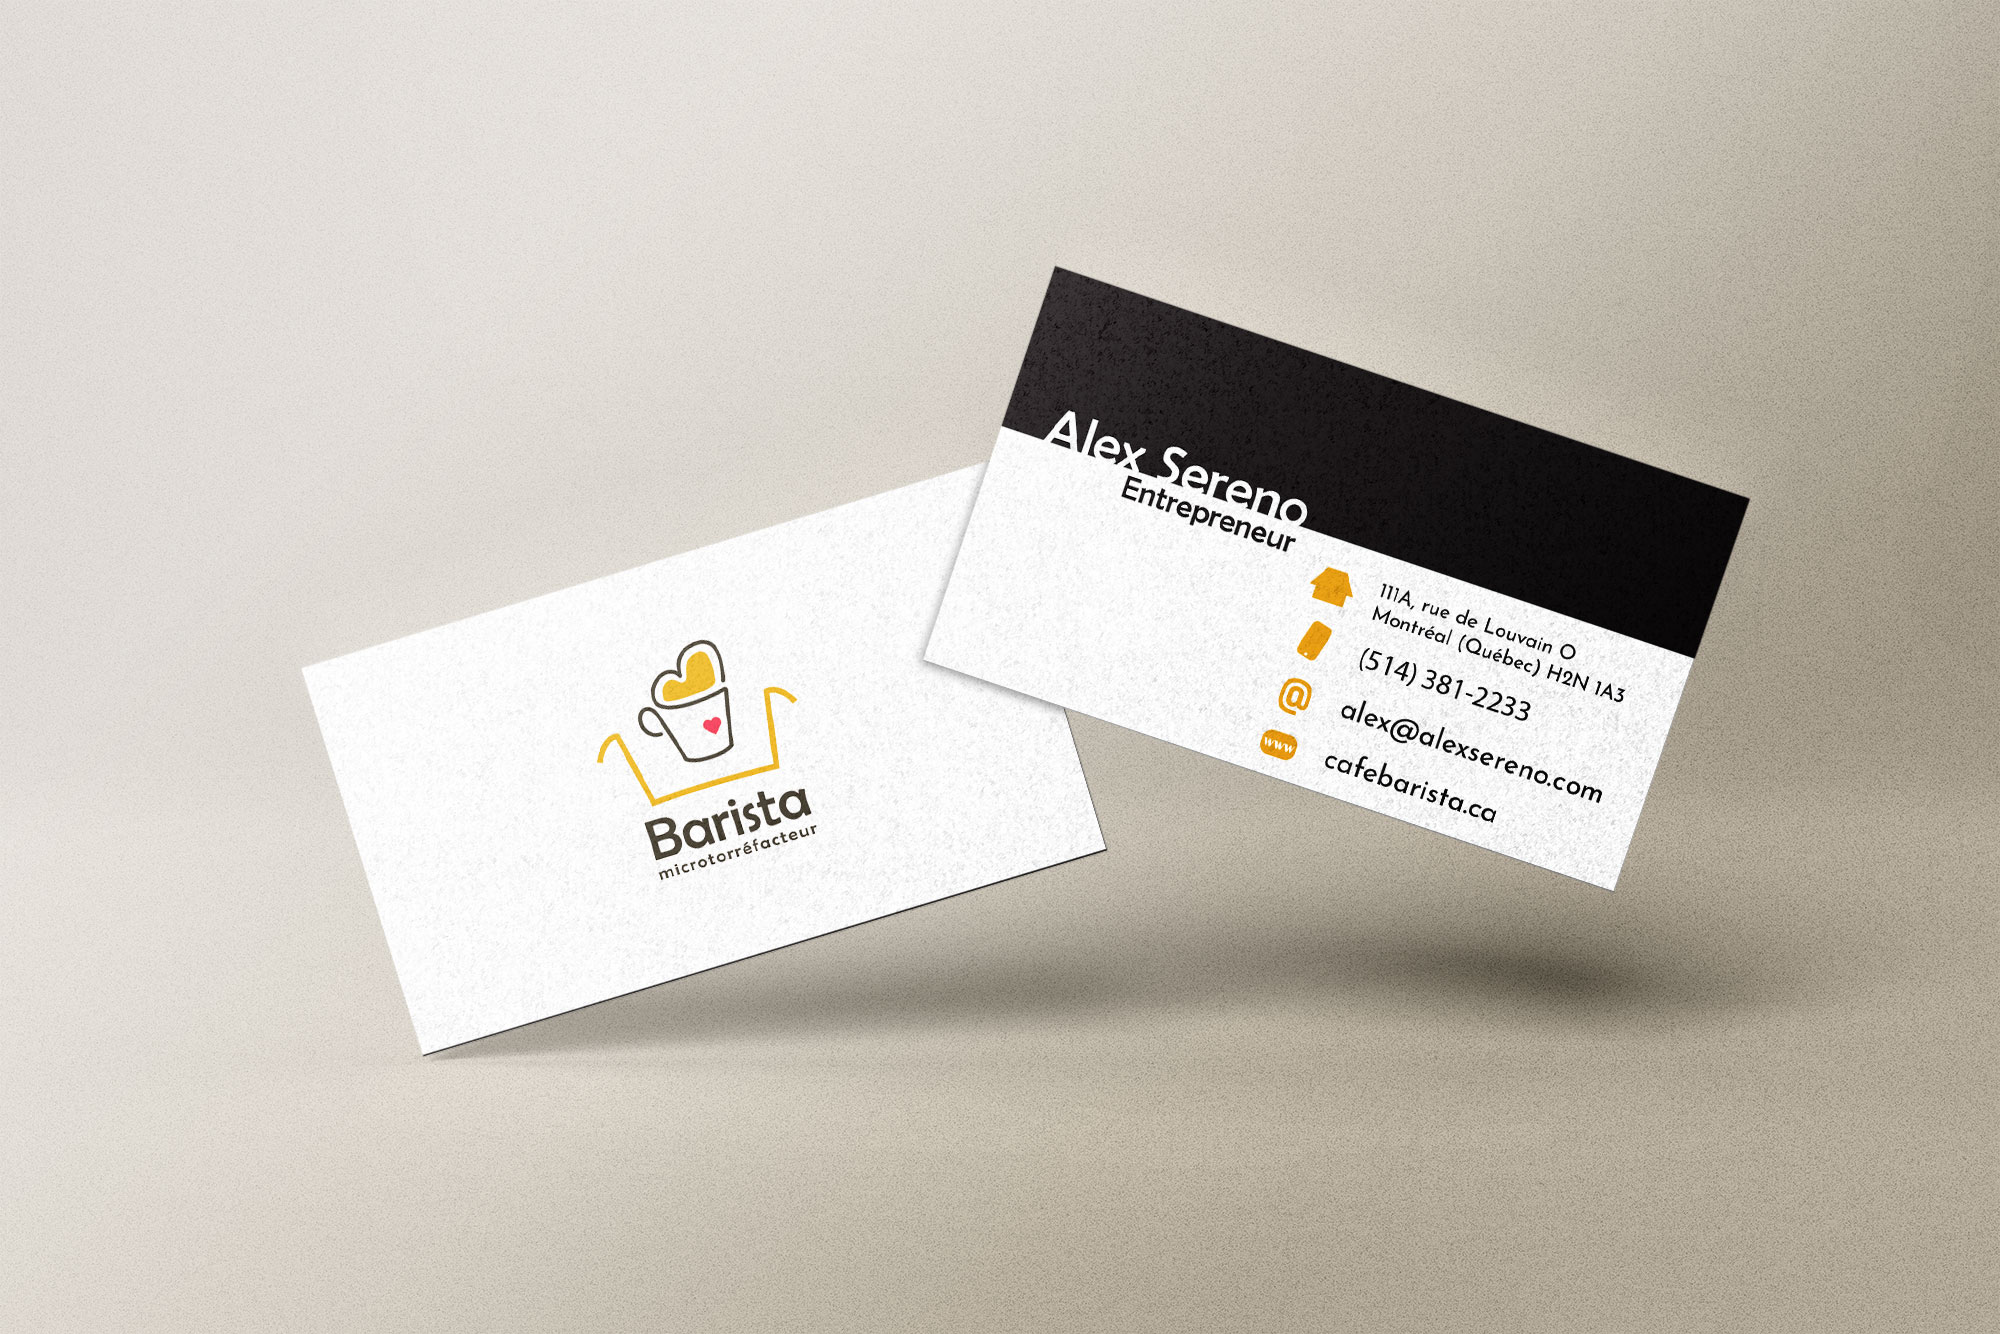 Barista
microtorréfacteur
Alex Sereno
Entrepreneur
111A, rue de Louvain O
Montréal (Québec) H2N 1A3
(514) 381-2233
@
alex@alexsereno.com
www
cafebarista.ca